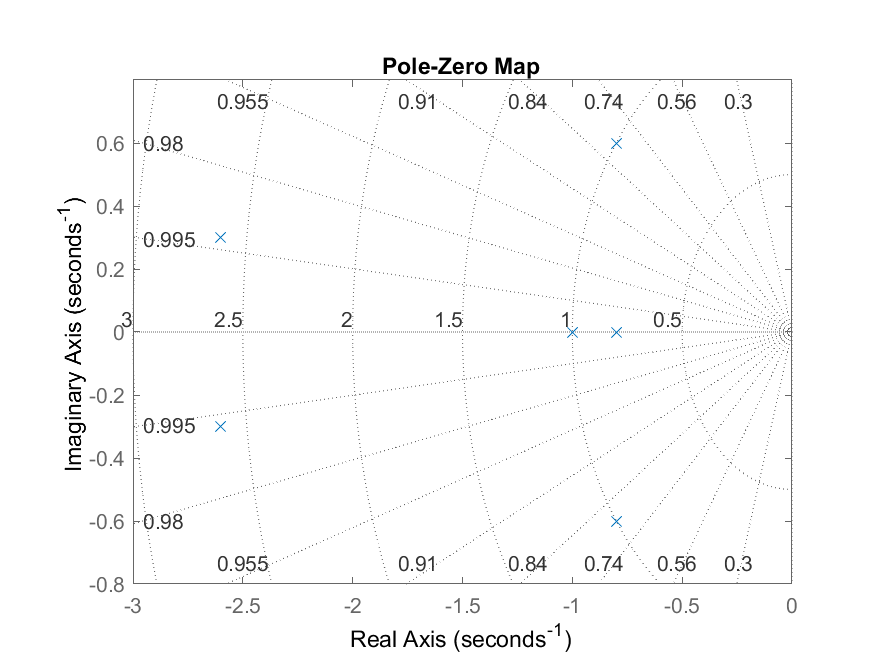 Pole-Zero Map
0.955 0.91 0.84 0.74 0.56 0.3
0.6 0.98
0.4
0.995
0.2
3 2.5 2 1.5 1 0.5
0
-0.2
0.995
-0.4
-0.6 0.98
0.955 0.91 0.84 0.74 0.56 0.3
-0.8
-3 -2.5 -2 -1.5 -1 -0.5 0
Real Axis (seconds-1)
Imaginary Axis (seconds-1)